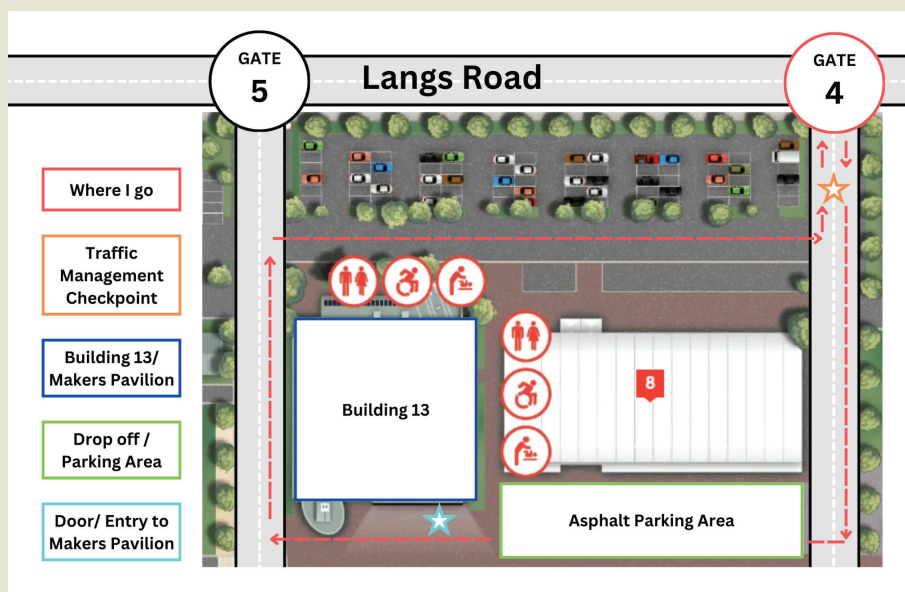 GATE
5
Langs Road
GATE
4
Where I go
Traffic
Management
Checkpoint
Building 13/
Makers Pavilion
Drop off /
Parking Area
Door/ Entry to
Makers Pavilion
Building 13
8
Asphalt Parking Area